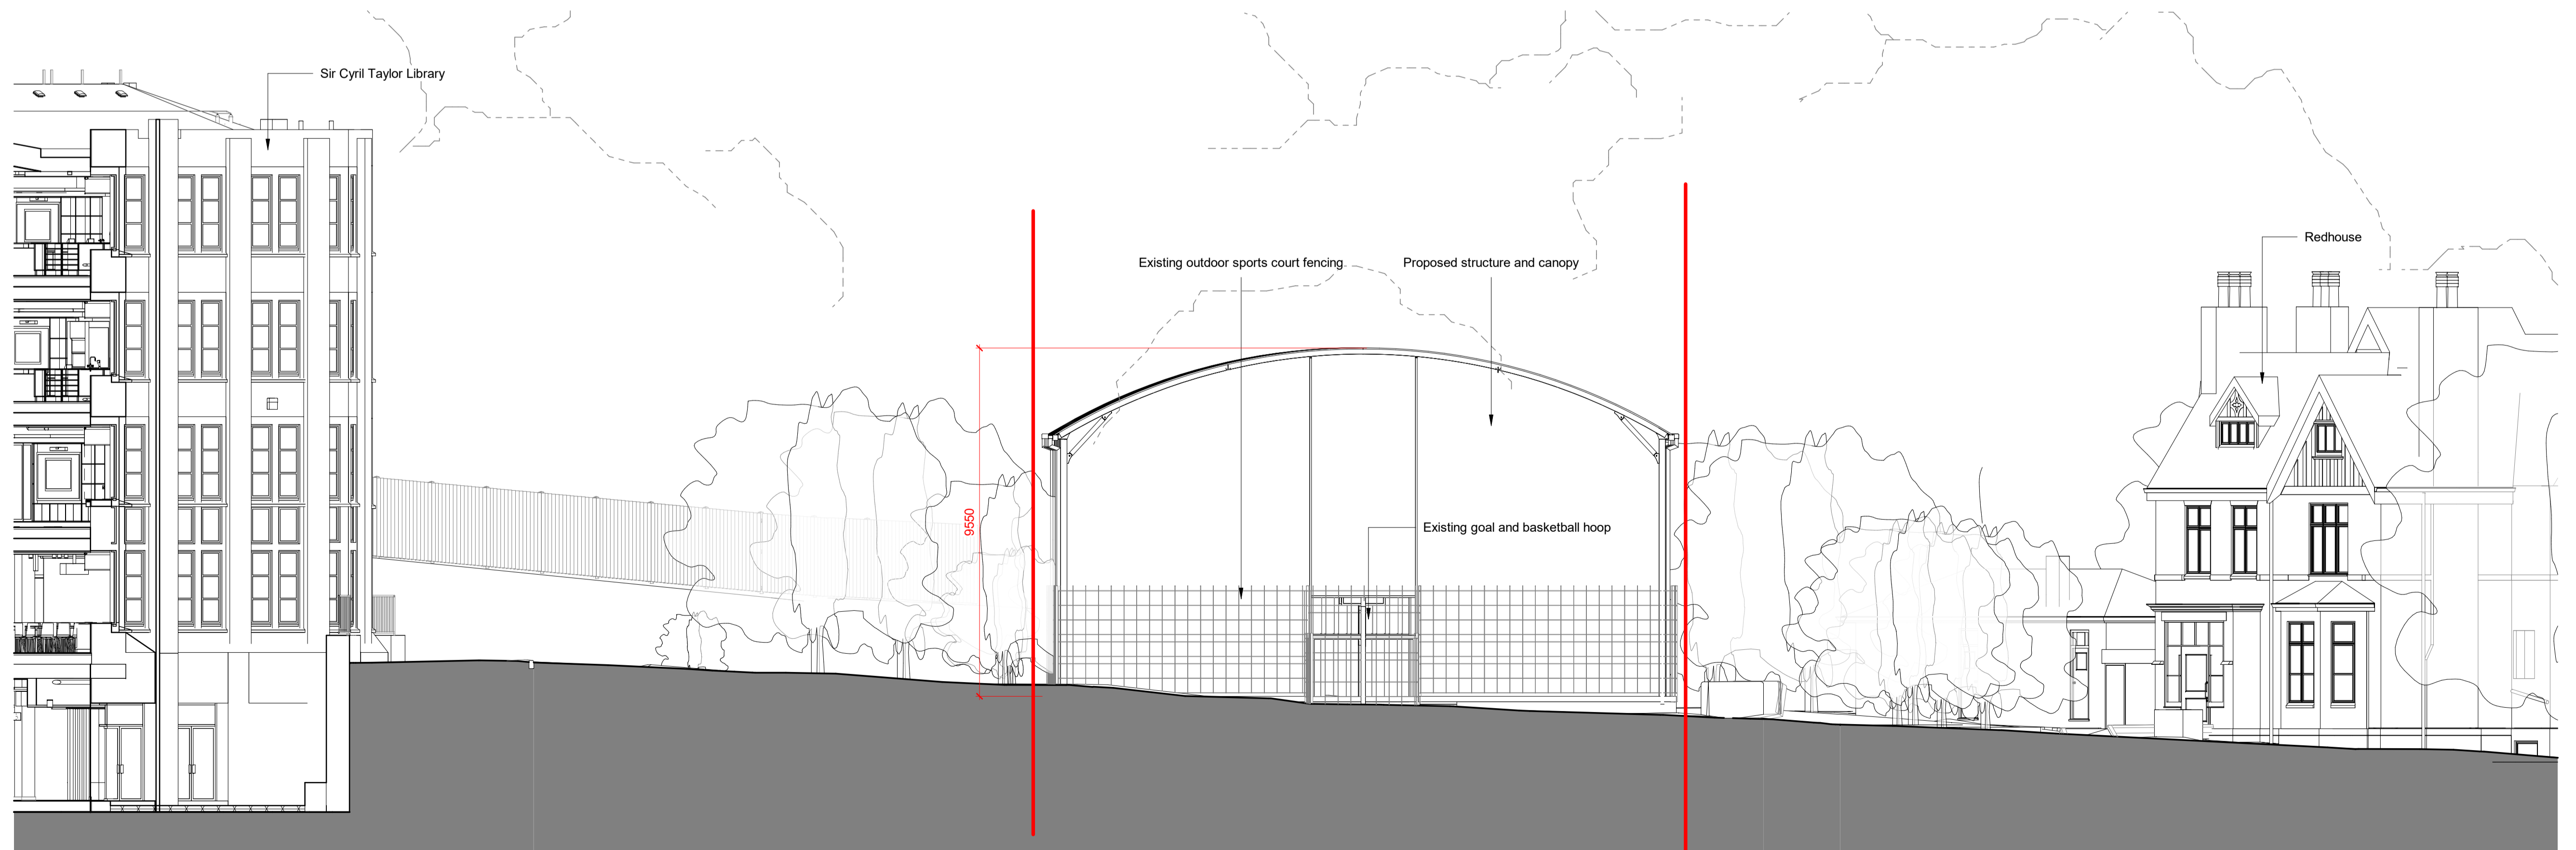 Sir Cyril Taylor Library
Redhouse
Existing outdoor sports court fencing
Proposed structure and canopy
9550
Existing goal and basketball hoop